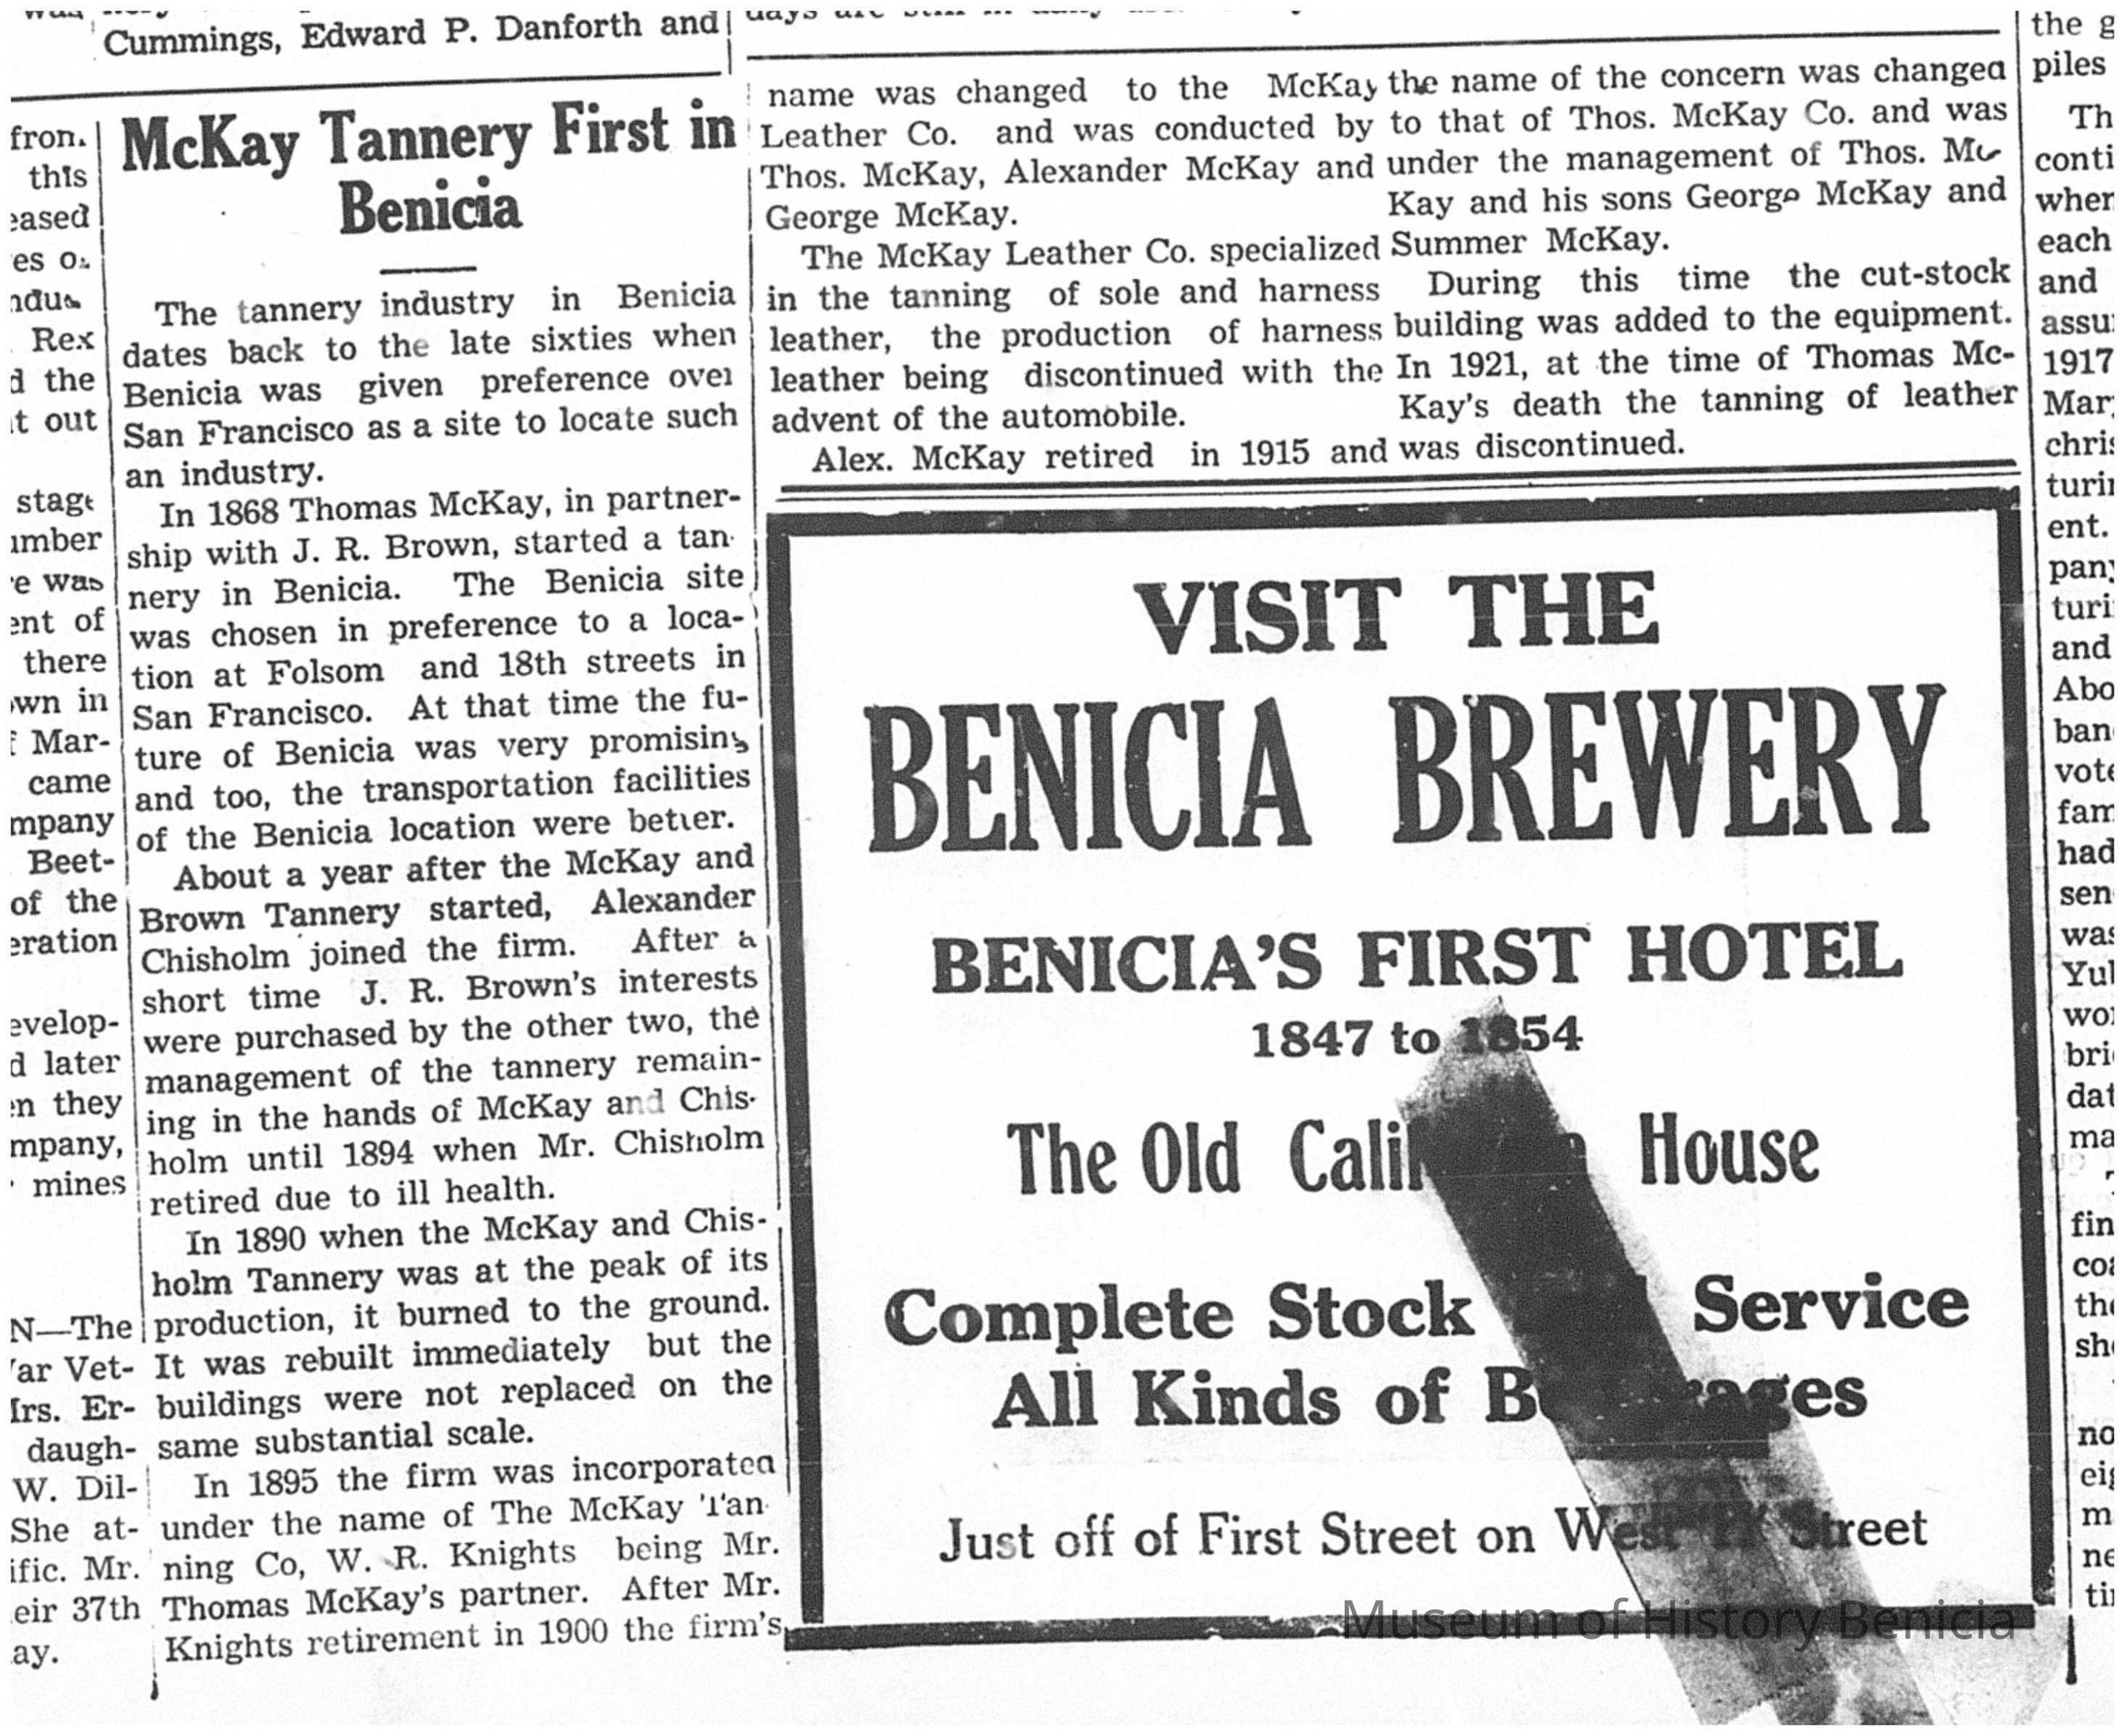 Cummings, Edward P. Danforth and
McKay Tannery First in
Benicia
The tannery industry in Benicia
dates back to the late sixties when
Benicia was given preference over
San Francisco as a site to locate such
an industry.
In 1868 Thomas McKay, in partner-
ship with J. R. Brown, started a tan-
nery in Benicia. The Benicia site
was chosen in preference to a loca-
tion at Folsom and 18th streets in
San Francisco. At that time the fu-
ture of Benicia was very promising
and too, the transportation facilities
of the Benicia location were better.
About a year after the McKay and
Brown Tannery started, Alexander
Chisholm joined the firm. After a
short time J. R. Brown's interests
were purchased by the other two, the
management of the tannery remain-
ing in the hands of McKay and Chis-
holm until 1894 when Mr. Chisholm
retired due to ill health.
In 1890 when the McKay and Chis-
holm Tannery was at the peak of its
production, it burned to the ground.
It was rebuilt immediately but the
buildings were not replaced on the
same substantial scale.
In 1895 the firm was incorporated
under the name of The McKay Tan-
ning Co, W. R. Knights being Mr.
Thomas McKay's partner. After Mr.
Knights retirement in 1900 the firm's
name was changed to the McKay
Leather Co. and was conducted by
Thos. McKay, Alexander McKay and
George McKay.
The McKay Leather Co. specialized
in the tanning of sole and harness
leather, the production of harness
leather being discontinued with the
advent of the automobile.
Alex. McKay retired in 1915 and
the name of the concern was changed
to that of Thos. McKay Co. and was
under the management of Thos. Mc-
Kay and his sons George McKay and
Summer McKay.
During this time the cut-stock
building was added to the equipment.
In 1921, at the time of Thomas Mc-
Kay's death the tanning of leather
was discontinued.
VISIT THE
BENICIA BREWERY
BENICIA'S FIRST HOTEL
1847 to 1854
The Old House
Complete Stock Service
All Kinds of Beverages
Just off of First Street on West Street
Museum of History Benicia